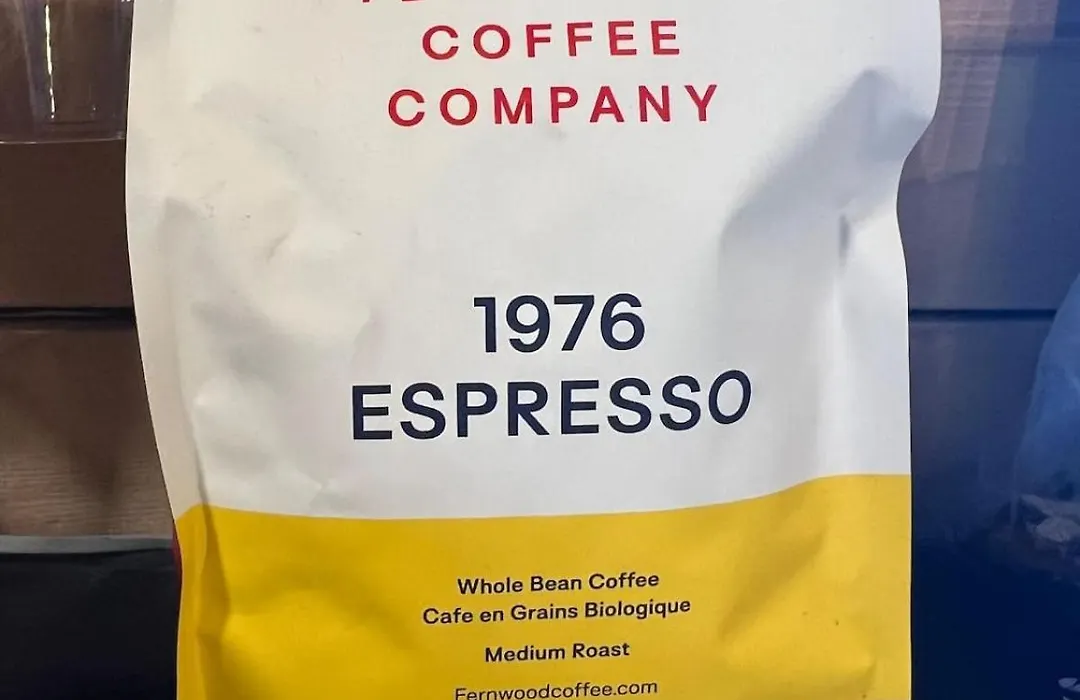 COFFEE
COMPANY
1976
ESPRESSO
Whole Bean Coffee
Cafe en Grains Biologique
Medium Roast
Fernwoodcoffee.com